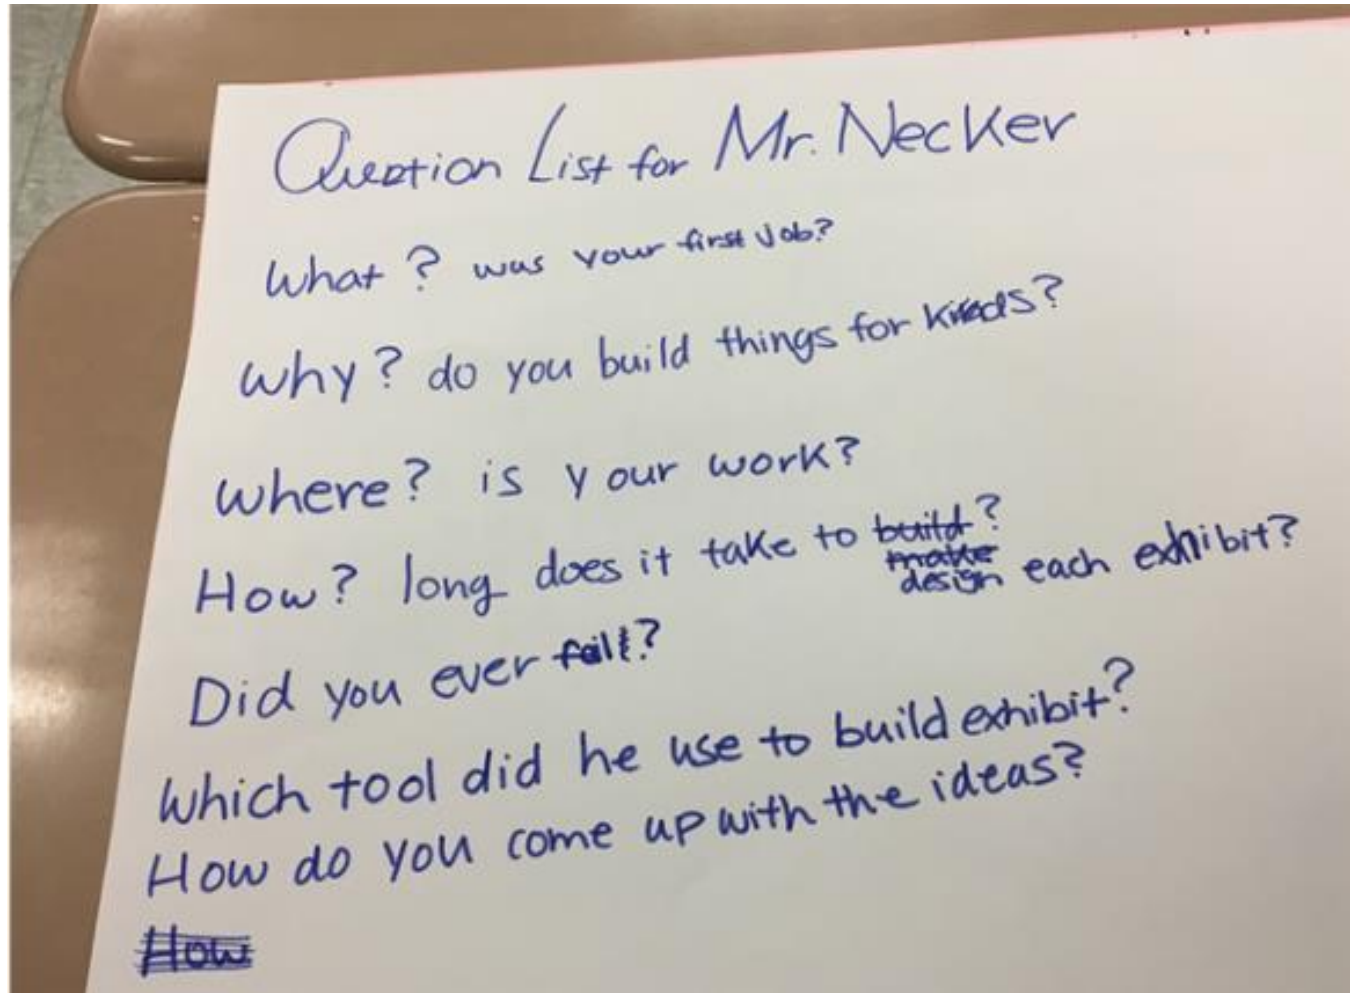 Question List for Mr. Necker
What? was your first job?
Why? do you build things for kids?
Where? is your work?
How? long does it take to build?
make
design each exhibit?
Did you ever fail?
Which tool did he use to build exhibit?
How do you come up with the ideas?
How